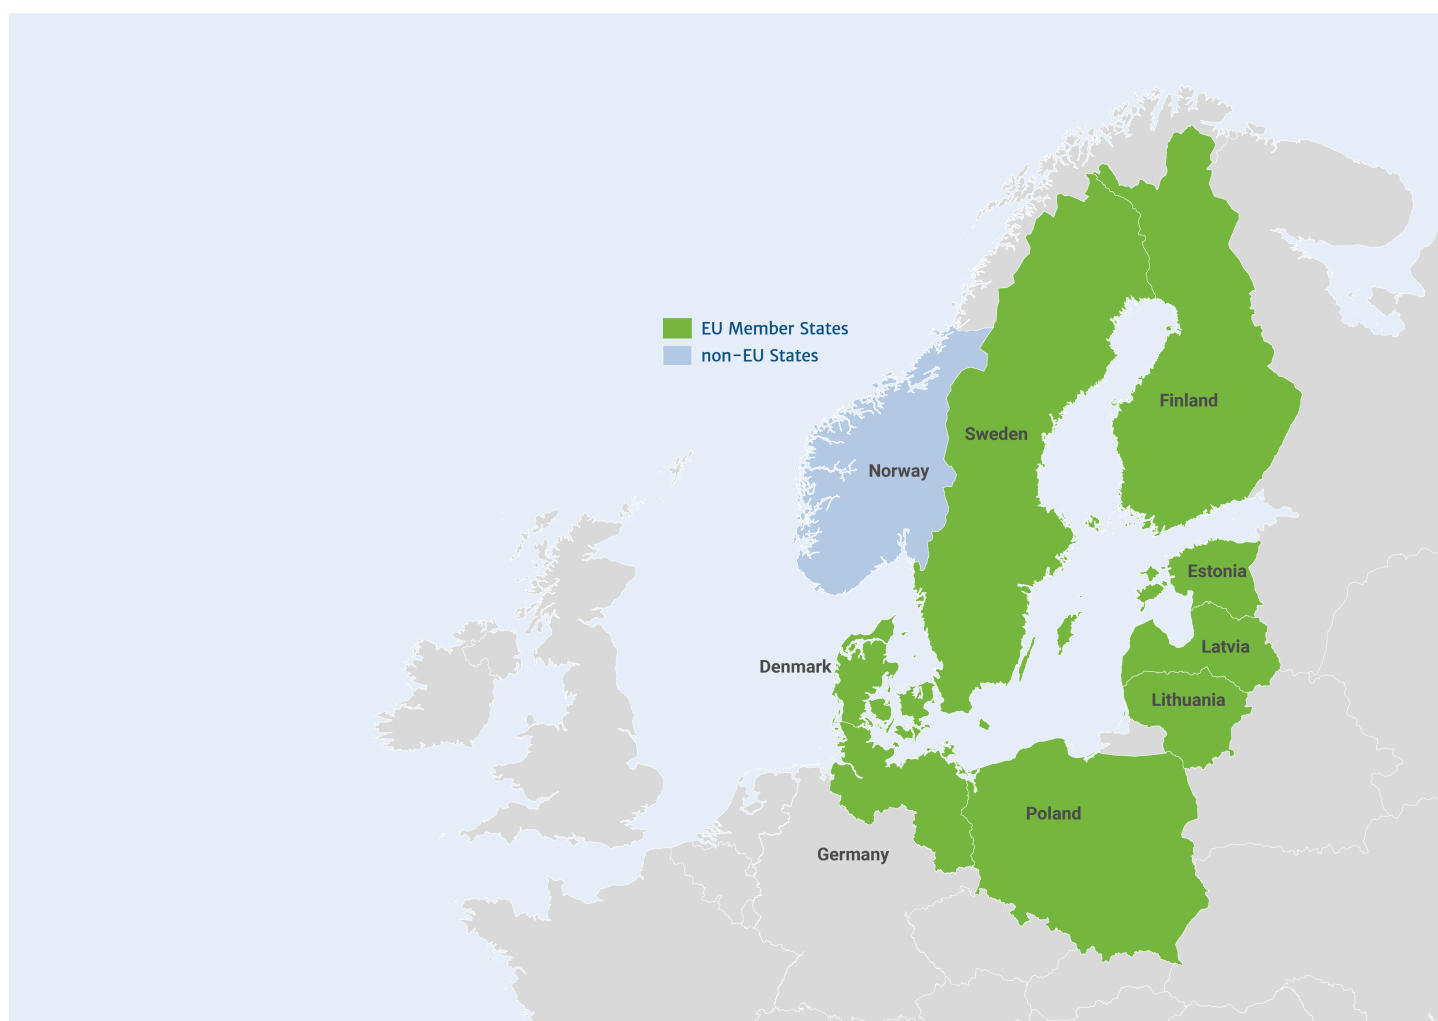 EU Member States
non-EU States
Finland
Sweden
Norway
Estonia
Latvia
Denmark
Lithuania
Poland
Germany